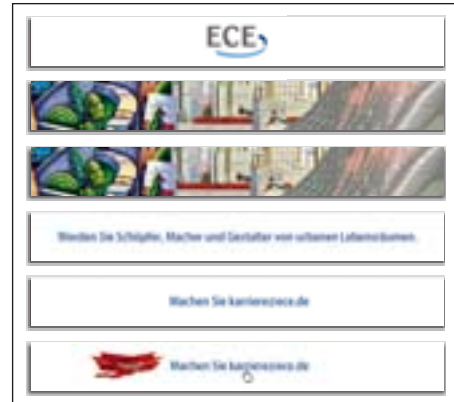 ECE
Werden Sie Schöpfer, Macher und Gestalter von urbanen Lebensräumen.
Machen Sie karriere@ece.de
Machen Sie karriere@ece.de